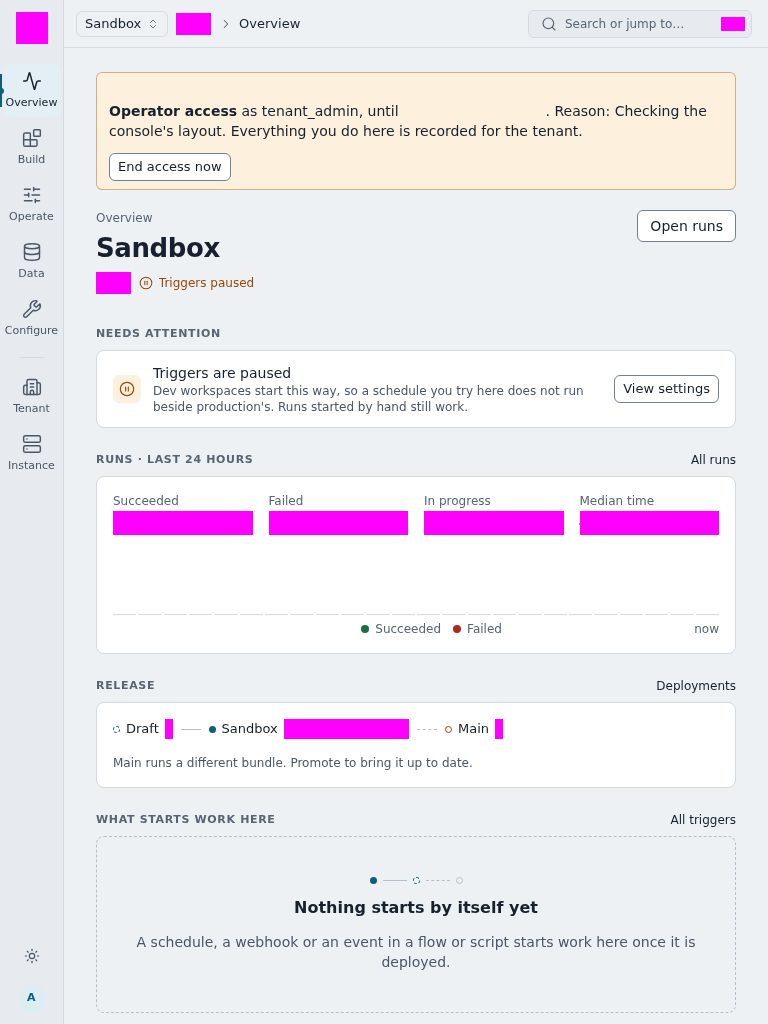 Sandbox
Overview
Search or jump to…
Overview
Build
Operate
Data
Configure
Tenant
Instance
A
Operator access as tenant_admin, until . Reason: Checking the
console's layout. Everything you do here is recorded for the tenant.
End access now
Overview
Sandbox
Open runs
Triggers paused
NEEDS ATTENTION
Triggers are paused
Dev workspaces start this way, so a schedule you try here does not run
beside production's. Runs started by hand still work.
View settings
RUNS · LAST 24 HOURS
All runs
Succeeded
Failed
In progress
Median time
Succeeded
Failed
now
RELEASE
Deployments
Draft
Sandbox
Main
Main runs a different bundle. Promote to bring it up to date.
WHAT STARTS WORK HERE
All triggers
Nothing starts by itself yet
A schedule, a webhook or an event in a flow or script starts work here once it is
deployed.